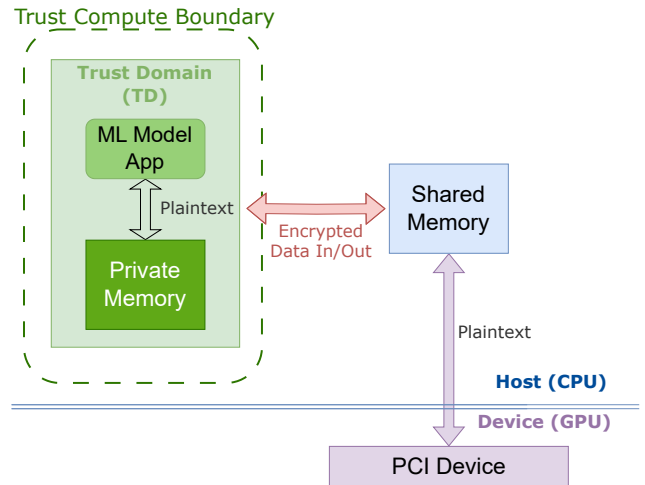 Trust Compute Boundary
Trust Domain
(TD)
ML Model
App
Plaintext
Private
Memory
Encrypted
Data In/Out
Shared
Memory
Plaintext
Host (CPU)
Device (GPU)
PCI Device